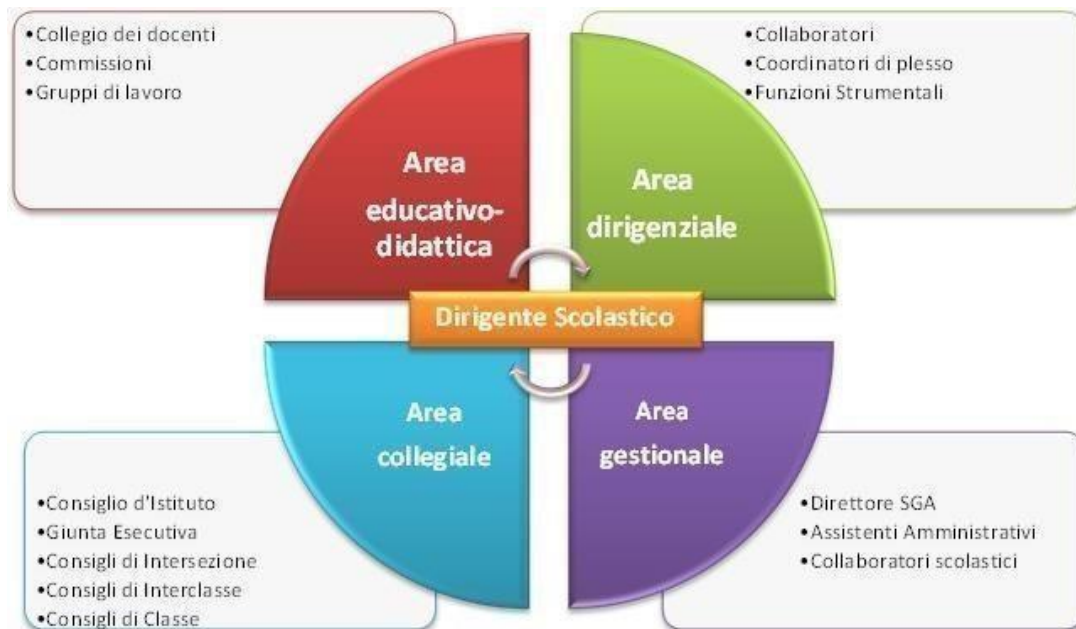 •Collegio dei docenti
•Commissioni
•Gruppi di lavoro
•Collaboratori
•Coordinatori di plesso
•Funzioni Strumentali
Area
educativo-
didattica
Area
dirigenziale
Dirigente Scolastico
Area
collegiale
Area
gestionale
•Consiglio d'Istituto
•Giunta Esecutiva
•Consigli di Intersezione
•Consigli di Interclasse
•Consigli di Classe
•Direttore SGA
•Assistenti Amministrativi
•Collaboratori scolastici